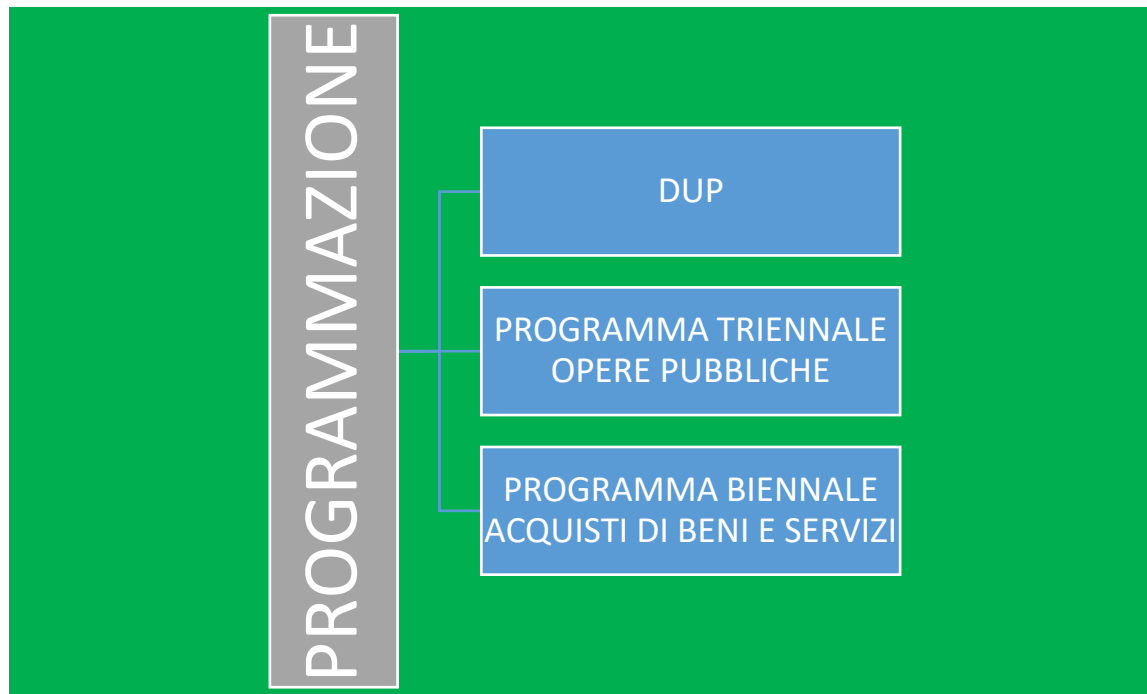 PROGRAMMAZIONE
DUP
PROGRAMMA TRIENNALE
OPERE PUBBLICHE
PROGRAMMA BIENNALE
ACQUISTI DI BENI E SERVIZI